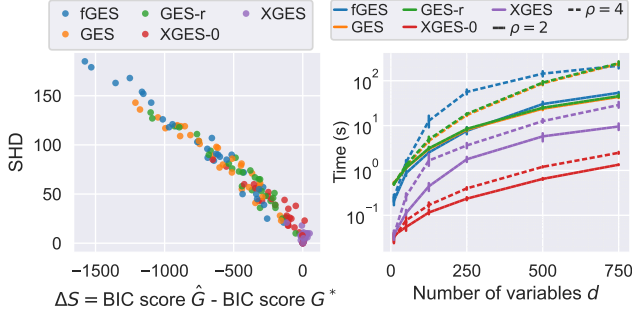 fGES GES-r XGES
GES XGES-0
SHD
150
100
50
0
−1500 −1000 −500 0
ΔS = BIC score Ĝ - BIC score G*
fGES GES-r XGES ρ = 4
GES XGES-0 ρ = 2
Time (s)
10²
10¹
10⁰
10⁻¹
0 250 500 750
Number of variables d